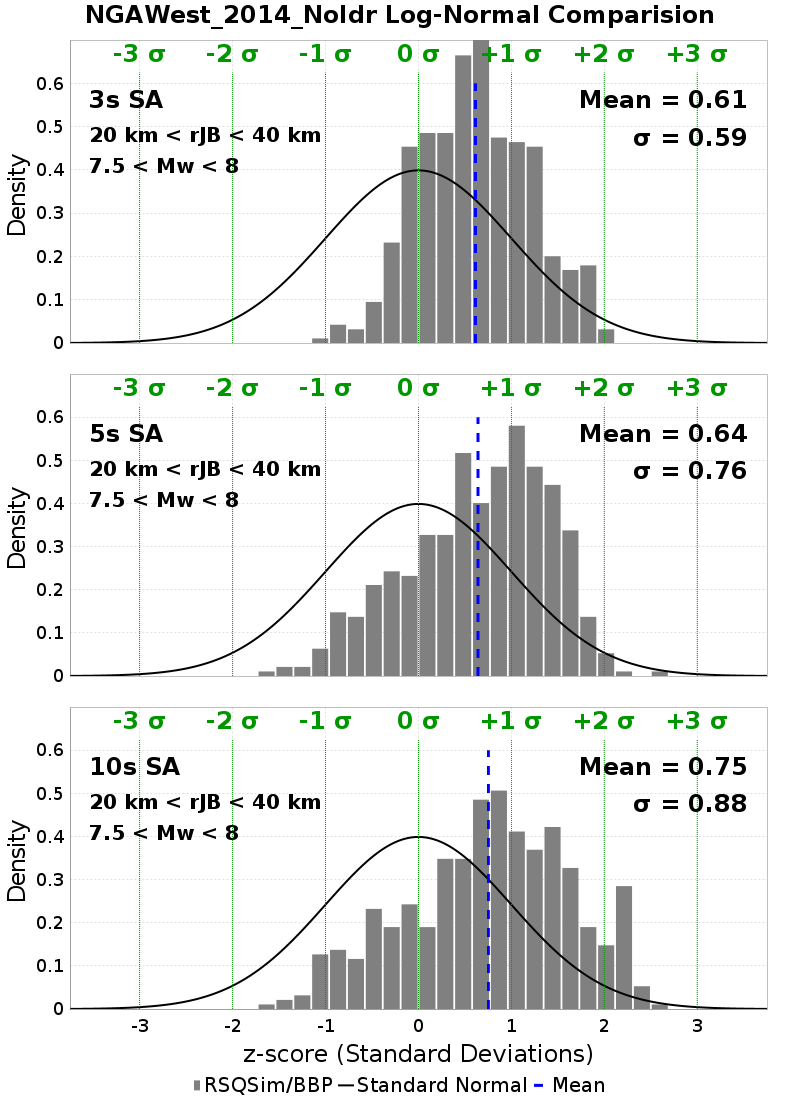 NGAWest_2014_NoIdr Log-Normal Comparision
-3 σ -2 σ -1 σ 0 σ +1 σ +2 σ +3 σ
3s SA
20 km < rJB < 40 km
7.5 < Mw < 8
Mean = 0.61
σ = 0.59
Density
0.6
0.5
0.4
0.3
0.2
0.1
0
-3 σ -2 σ -1 σ 0 σ +1 σ +2 σ +3 σ
5s SA
20 km < rJB < 40 km
7.5 < Mw < 8
Mean = 0.64
σ = 0.76
Density
0.6
0.5
0.4
0.3
0.2
0.1
0
-3 σ -2 σ -1 σ 0 σ +1 σ +2 σ +3 σ
10s SA
20 km < rJB < 40 km
7.5 < Mw < 8
Mean = 0.75
σ = 0.88
Density
0.6
0.5
0.4
0.3
0.2
0.1
0
-3 -2 -1 0 1 2 3
z-score (Standard Deviations)
RSQSim/BBP Standard Normal Mean